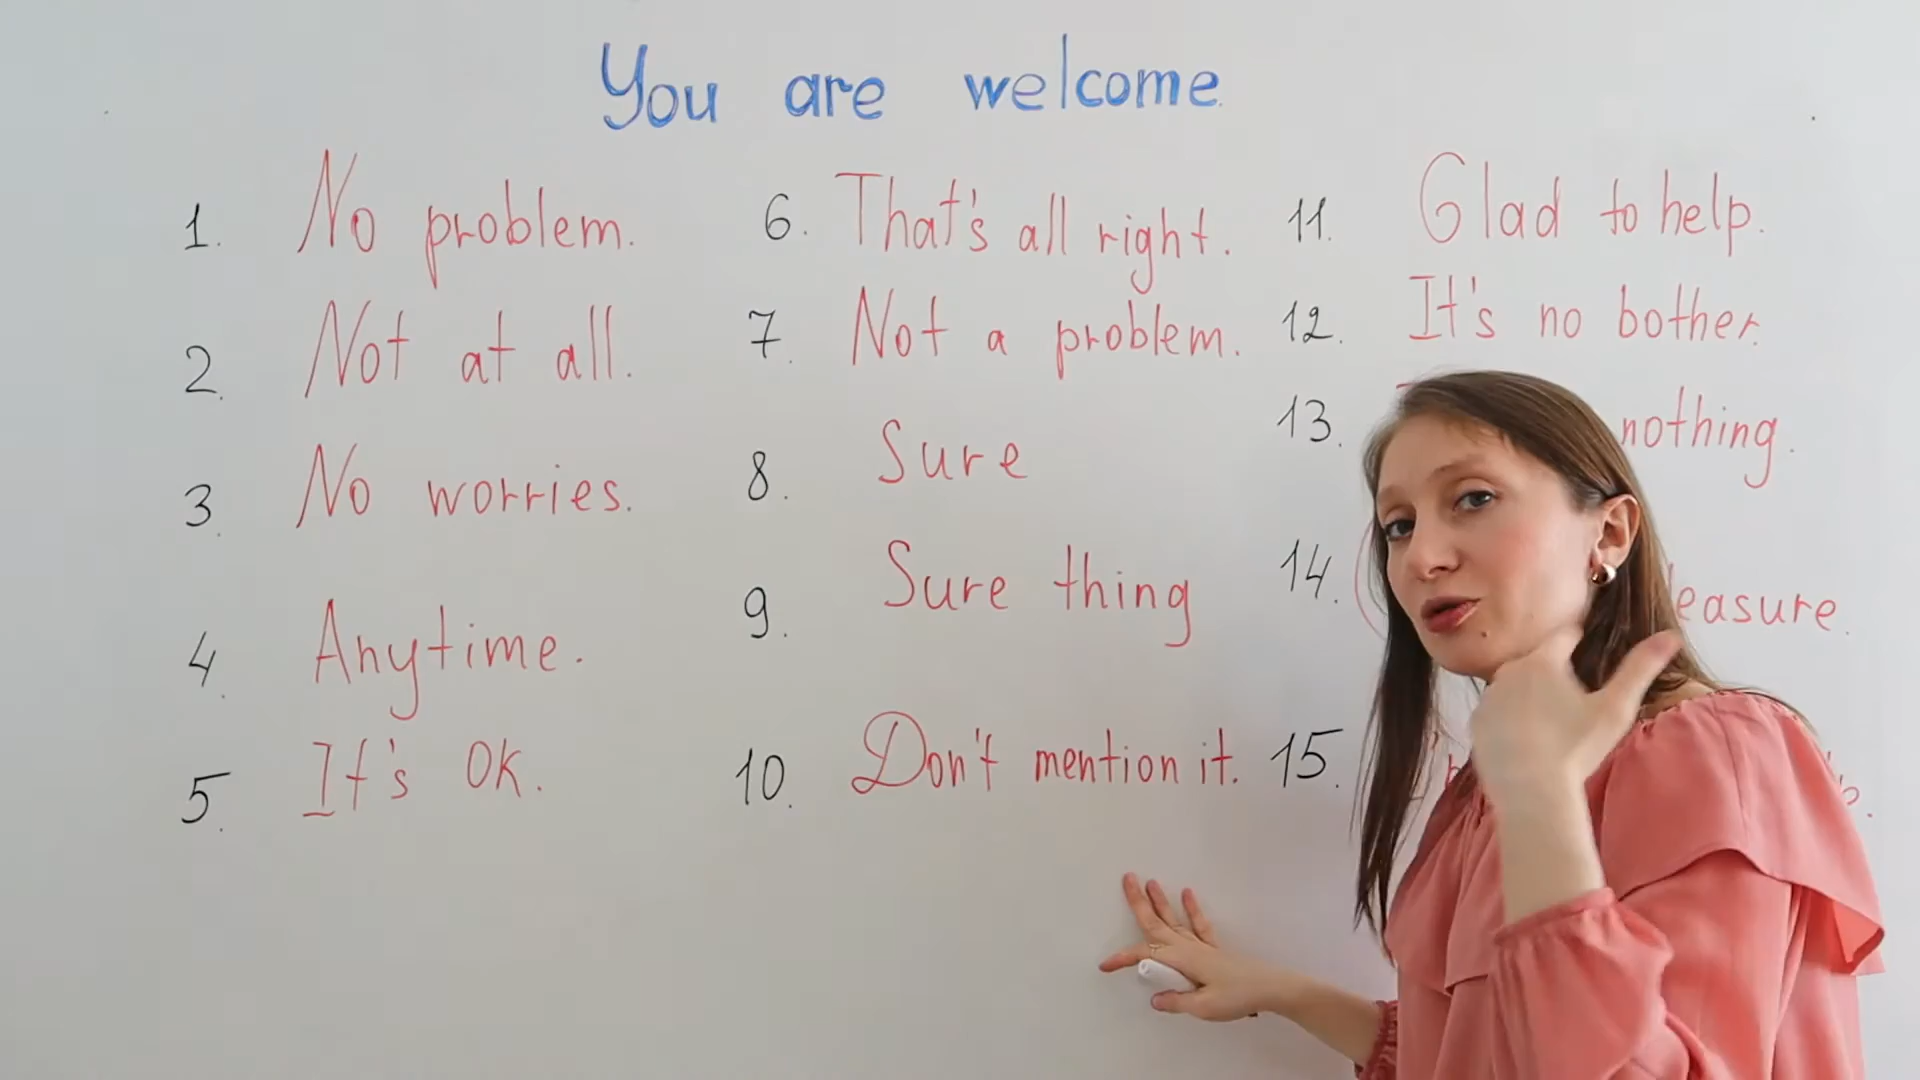 You are welcome.
1. No problem.
2. Not at all.
3. No worries.
4. Anytime.
5. It's OK.
6. That's all right.
7. Not a problem.
8. Sure
9. Sure thing
10. Don't mention it.
11. Glad to help.
12. It's no bother.
13. nothing.
14.
15.